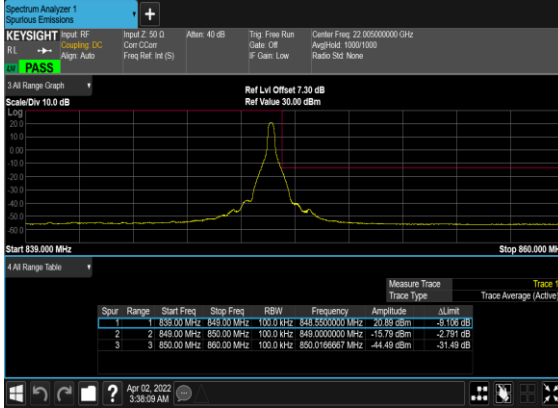 Spectrum Analyzer 1
Spurious Emissions
KEYSIGHT Input: RF Input Z: 50 Ω Atten: 40 dB Trig: Free Run Center Freq: 22.005000000 GHz
RL Coupling: DC Corr CCorr Gate: Off Avg|Hold: 1000/1000
Align: Auto Freq Ref: Int (S) IF Gain: Low Radio Std: None
PASS
3 All Range Graph
Ref Lvl Offset 7.30 dB
Scale/Div 10.0 dB Ref Value 30.00 dBm
Log
20.0
10.0
0.00
-10.0
-20.0
-30.0
-40.0
-50.0
-60.0
Start 839.000 MHz Stop 860.000 MH
4 All Range Table
Measure Trace Trace 1
Trace Type Trace Average (Active)
Spur Range Start Freq Stop Freq RBW Frequency Amplitude ΔLimit
1 1 839.00 MHz 849.00 MHz 100.0 kHz 848.5500000 MHz 20.89 dBm -9.106 dB
2 2 849.00 MHz 850.00 MHz 100.0 kHz 849.0000000 MHz -15.79 dBm -2.791 dB
3 3 850.00 MHz 860.00 MHz 100.0 kHz 850.0166667 MHz -44.49 dBm -31.49 dB
Apr 02, 2022
3:38:09 AM